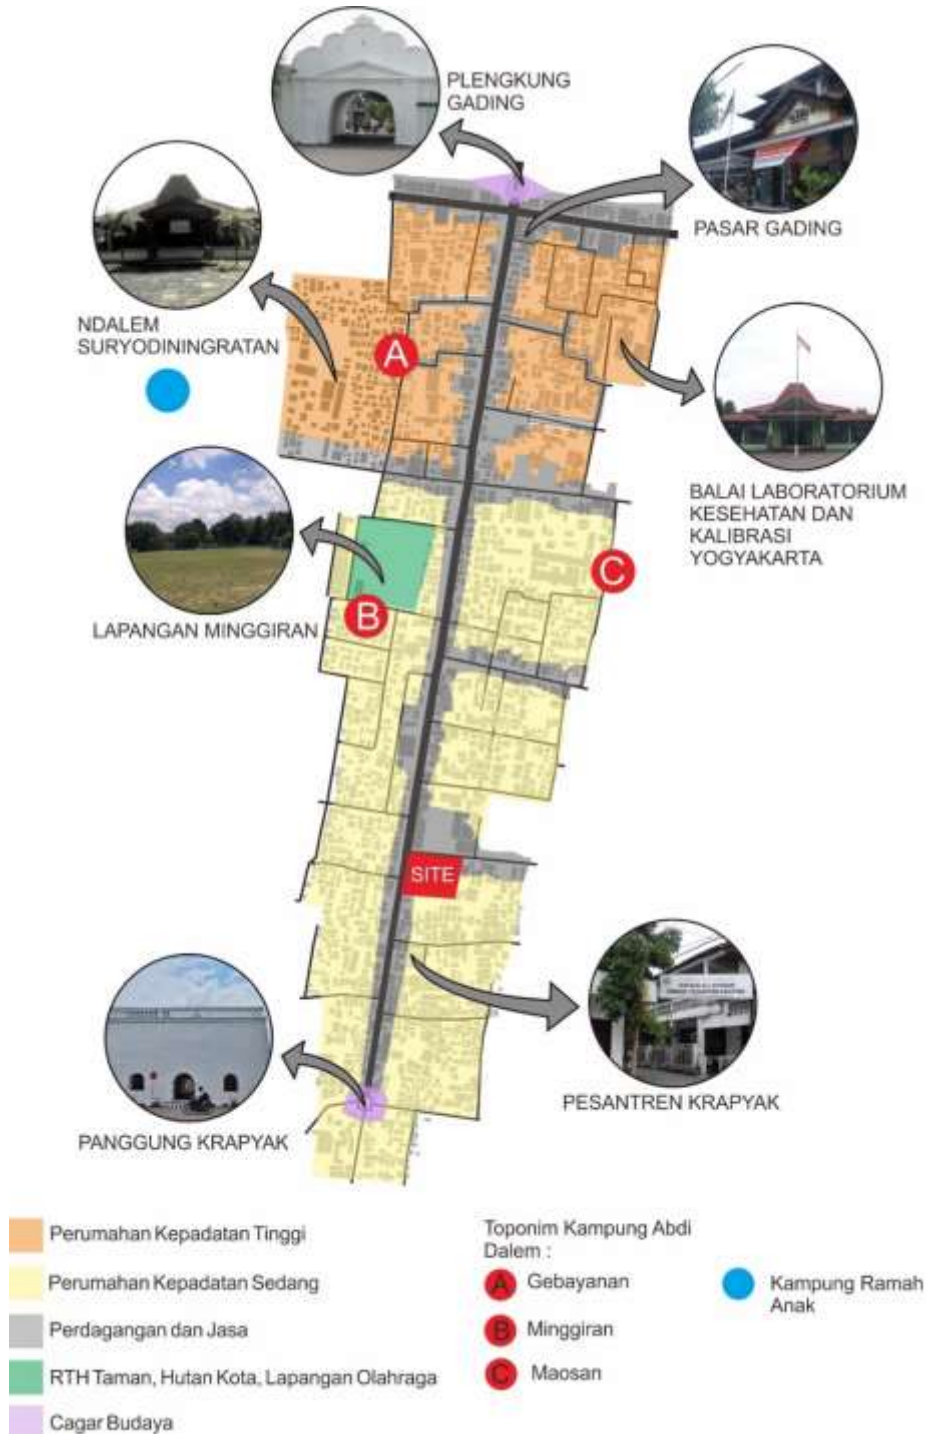 PLENGKUNG
GADING
PASAR GADING
NDALEM
SURYODININGRATAN
A
BALAI LABORATORIUM
KESEHATAN DAN
KALIBRASI
YOGYAKARTA
C
B
LAPANGAN MINGGIRAN
SITE
PESANTREN KRAPYAK
PANGGUNG KRAPYAK
Perumahan Kepadatan Tinggi
Perumahan Kepadatan Sedang
Perdagangan dan Jasa
RTH Taman, Hutan Kota, Lapangan Olahraga
Cagar Budaya
Toponim Kampung Abdi
Dalem :
A Gebayanan
B Minggiran
C Maosan
Kampung Ramah
Anak